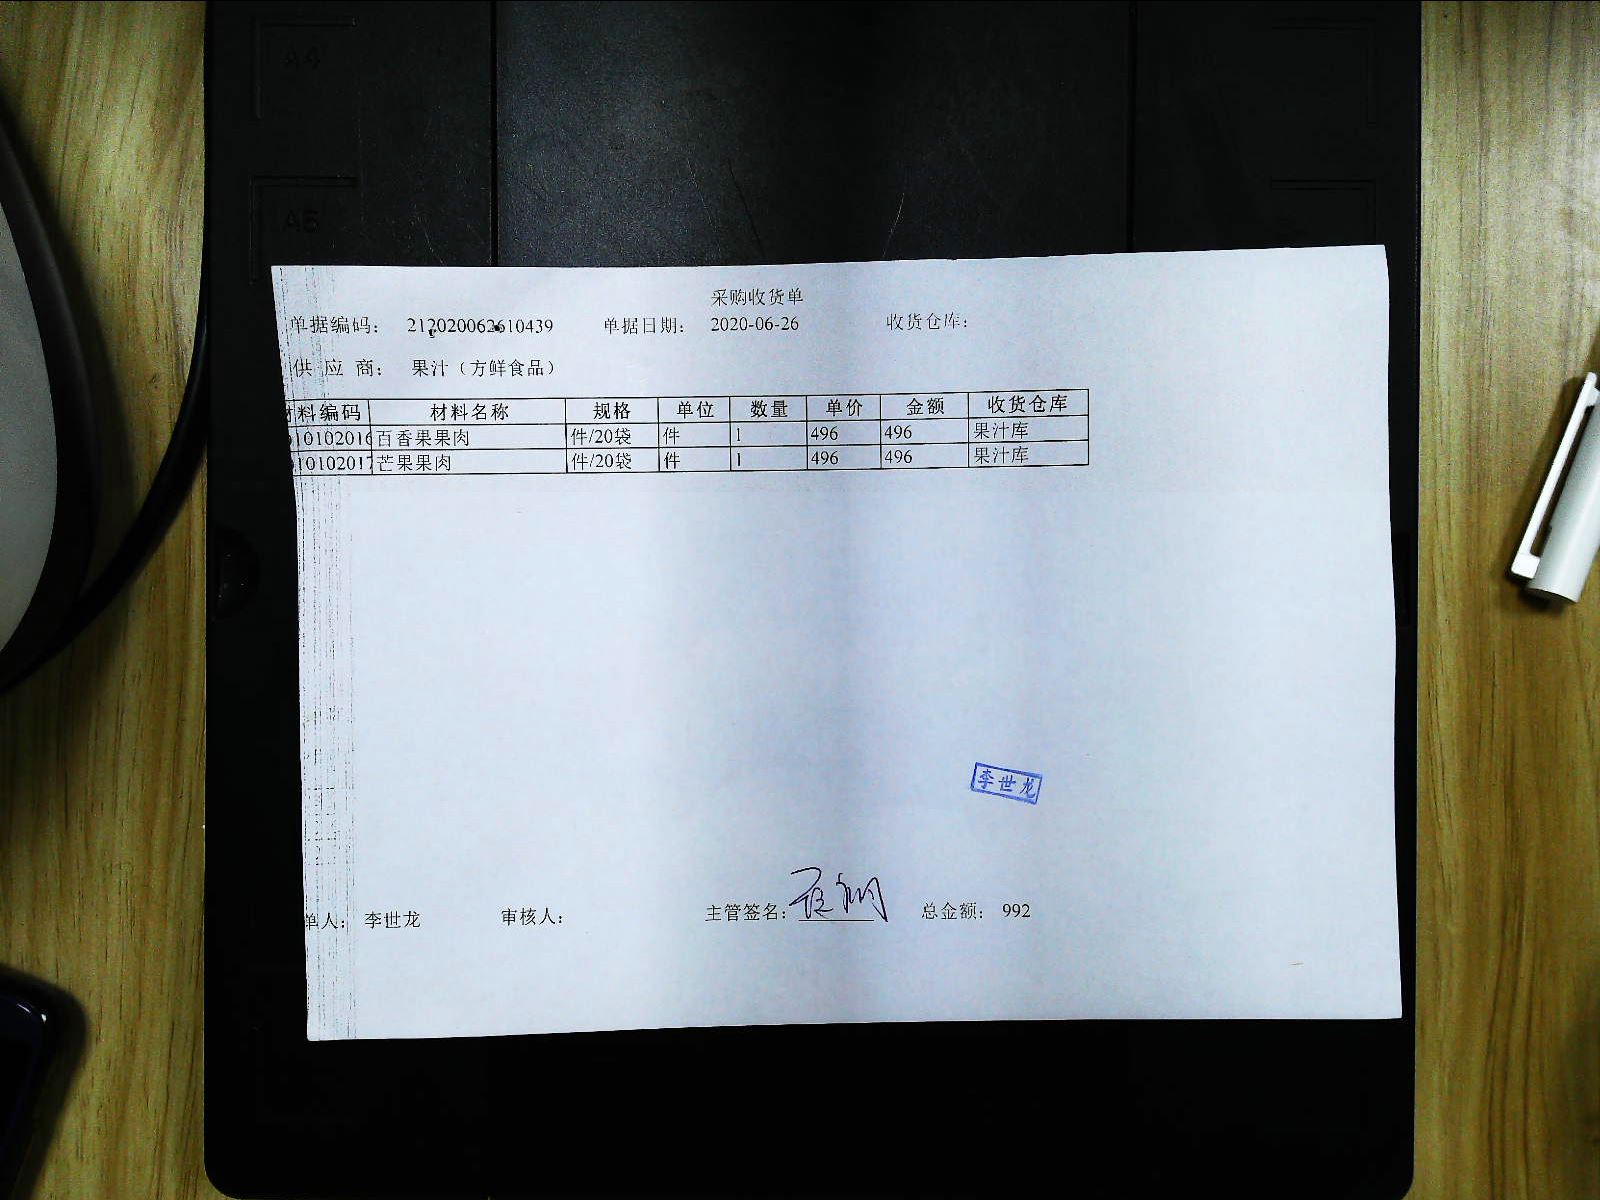 A4
A5
采购收货单
单据编码： 212020062610439 单据日期： 2020-06-26 收货仓库：
供 应 商： 果汁（方鲜食品）
材料编码 材料名称 规格 单位 数量 单价 金额 收货仓库
10102016 百香果果肉 件/20袋 件 1 496 496 果汁库
10102017 芒果果肉 件/20袋 件 1 496 496 果汁库
李世龙
单人： 李世龙 审核人： 主管签名： 总金额： 992